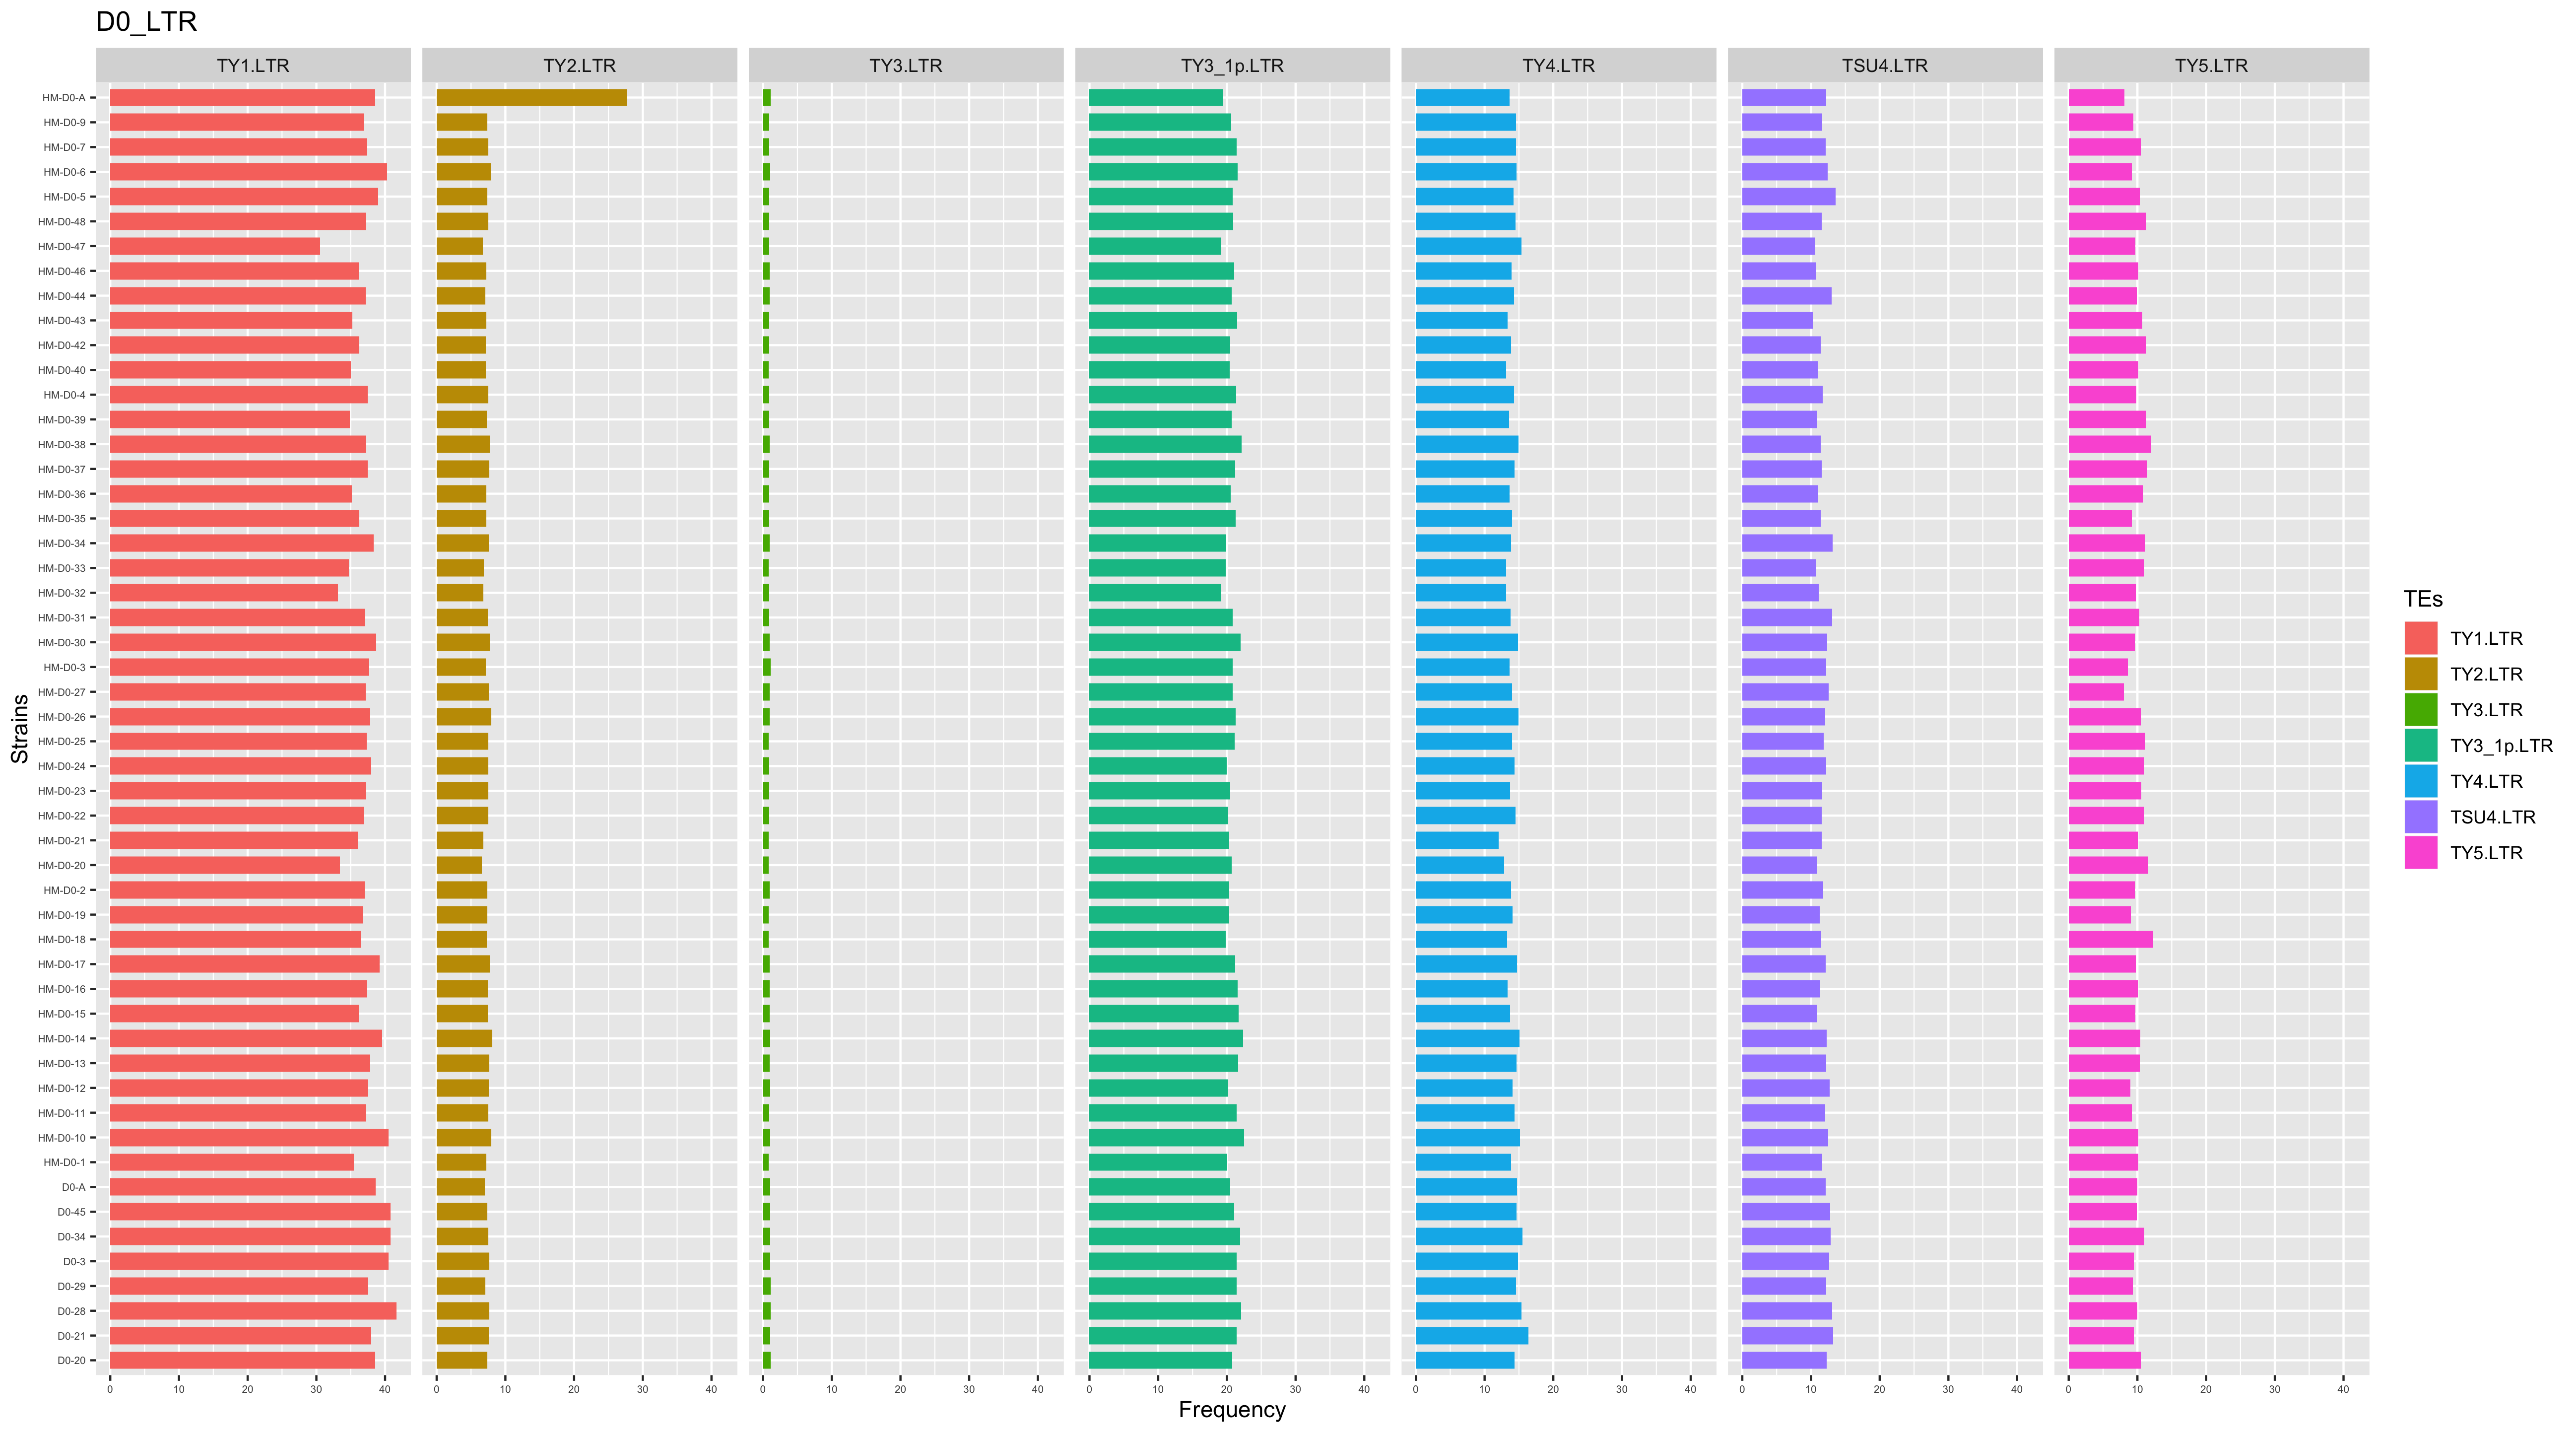 D0_LTR
TY1.LTR TY2.LTR TY3.LTR TY3_1p.LTR TY4.LTR TSU4.LTR TY5.LTR
HM-D0-A
HM-D0-9
HM-D0-7
HM-D0-6
HM-D0-5
HM-D0-48
HM-D0-47
HM-D0-46
HM-D0-44
HM-D0-43
HM-D0-42
HM-D0-40
HM-D0-4
HM-D0-39
HM-D0-38
HM-D0-37
HM-D0-36
HM-D0-35
HM-D0-34
HM-D0-33
HM-D0-32
HM-D0-31
HM-D0-30
HM-D0-3
HM-D0-27
HM-D0-26
HM-D0-25
HM-D0-24
HM-D0-23
HM-D0-22
HM-D0-21
HM-D0-20
HM-D0-2
HM-D0-19
HM-D0-18
HM-D0-17
HM-D0-16
HM-D0-15
HM-D0-14
HM-D0-13
HM-D0-12
HM-D0-11
HM-D0-10
HM-D0-1
D0-A
D0-45
D0-34
D0-3
D0-29
D0-28
D0-21
D0-20
Strains
0 10 20 30 40 0 10 20 30 40 0 10 20 30 40 0 10 20 30 40 0 10 20 30 40 0 10 20 30 40 0 10 20 30 40
Frequency
TEs
TY1.LTR
TY2.LTR
TY3.LTR
TY3_1p.LTR
TY4.LTR
TSU4.LTR
TY5.LTR